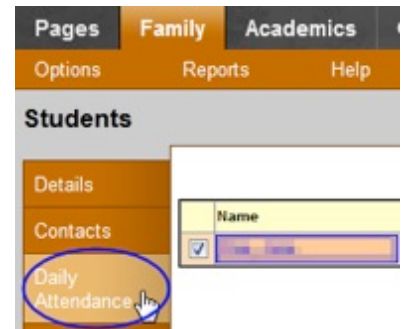 Pages Family Academics
Options Reports Help
Students
Details
Contacts
Name
Daily
Attendance